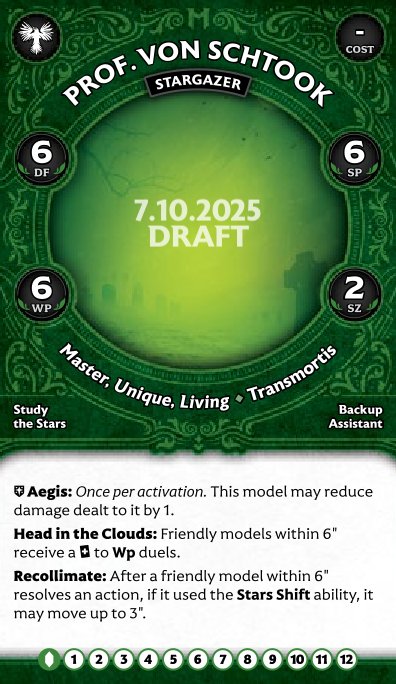 -
COST
PROF. VON SCHTOOK
STARGAZER
6
DF
6
SP
7.10.2025
DRAFT
6
WP
2
SZ
Master, Unique, Living ♦ Transmortis
Study
the Stars
Backup
Assistant
Aegis: Once per activation. This model may reduce
damage dealt to it by 1.
Head in the Clouds: Friendly models within 6"
receive a to Wp duels.
Recollimate: After a friendly model within 6"
resolves an action, if it used the Stars Shift ability, it
may move up to 3".
1 2 3 4 5 6 7 8 9 10 11 12